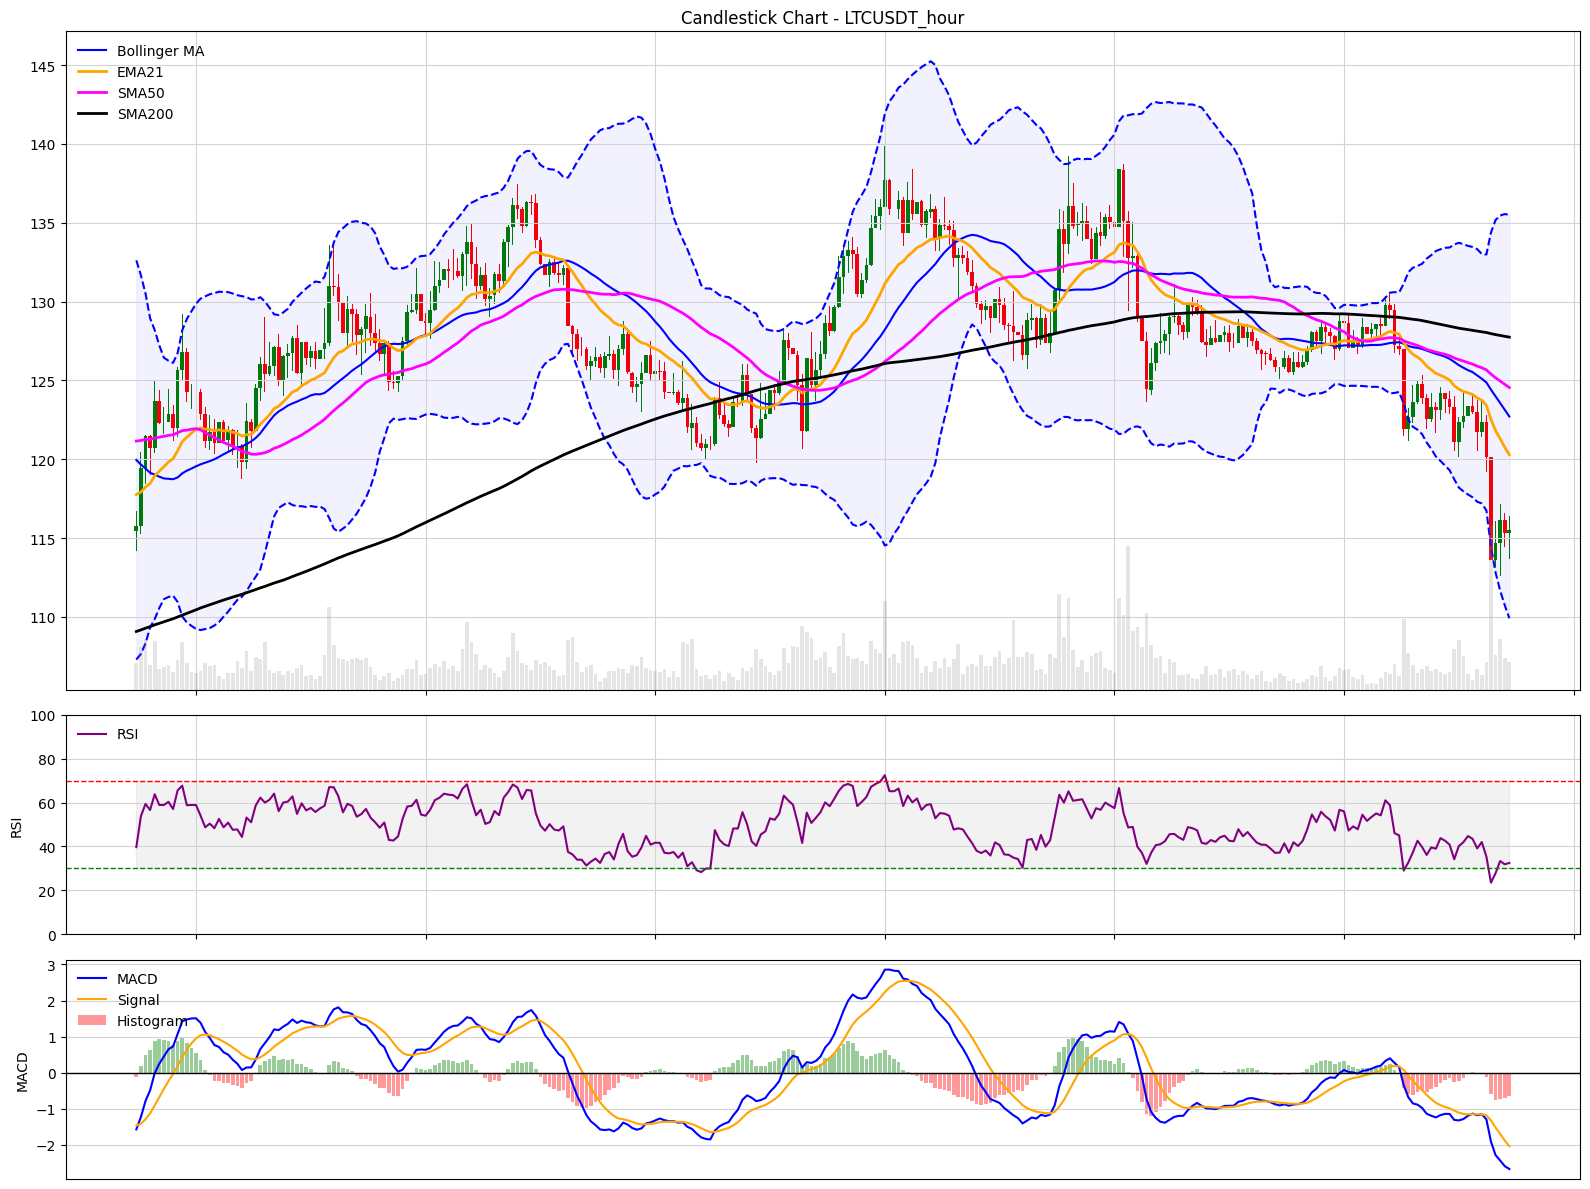 Candlestick Chart - LTCUSDT_hour
Bollinger MA
EMA21
SMA50
SMA200
145
140
135
130
125
120
115
110
RSI
100
80
60
40
20
0
RSI
MACD
Signal
Histogram
3
2
1
0
−1
−2
MACD